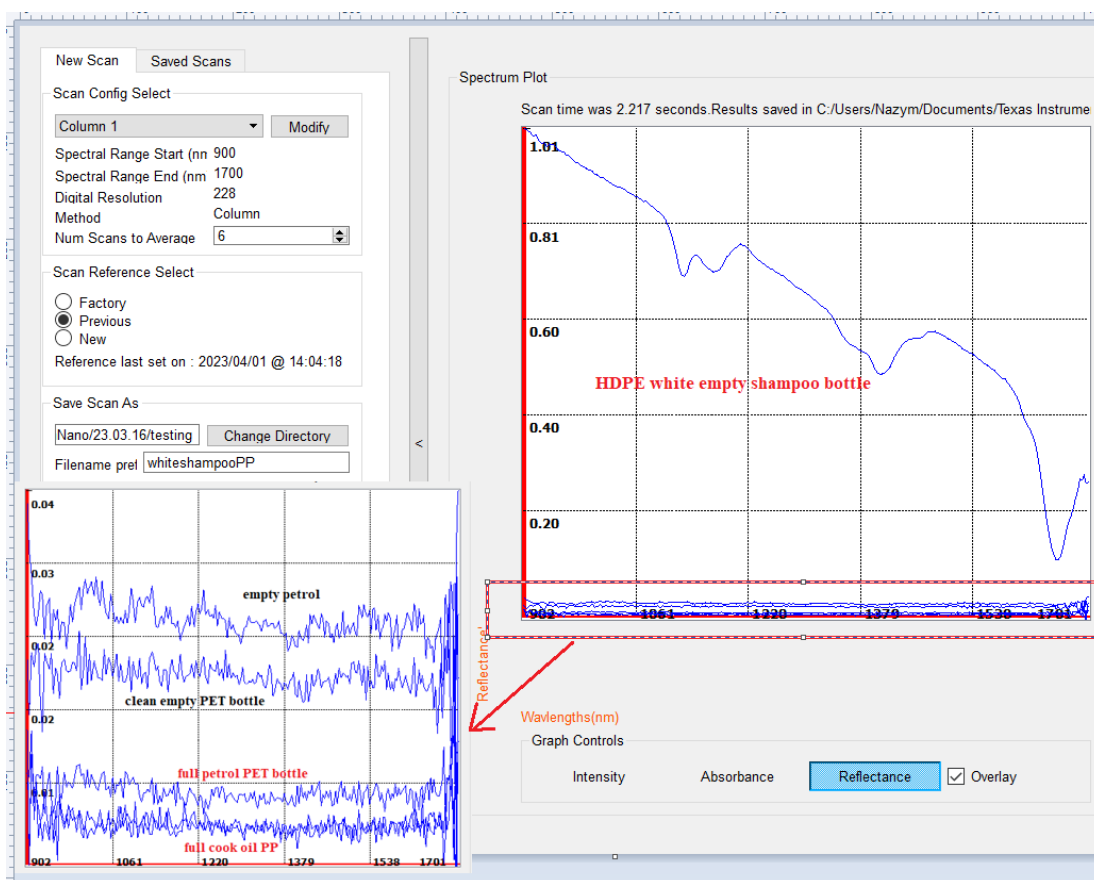 New Scan
Saved Scans
Scan Config Select
Column 1
Modify
Spectral Range Start (nn 900
Spectral Range End (nm 1700
Digital Resolution 228
Method Column
Num Scans to Average 6
Scan Reference Select
Factory
Previous
New
Reference last set on : 2023/04/01 @ 14:04:18
Save Scan As
Nano/23.03.16/testing
Change Directory
Filename pref whiteshampooPP
<
Spectrum Plot
Scan time was 2.217 seconds.Results saved in C:/Users/Nazym/Documents/Texas Instrume
1.01
0.81
0.60
0.40
0.20
HDPE white empty shampoo bottle
902 1061 1220 1379 1538 1701
Reflectance'
Wavlengths(nm)
Graph Controls
Intensity
Absorbance
Reflectance
Overlay
0.04
0.03
0.02
0.02
0.01
empty petrol
clean empty PET bottle
full petrol PET bottle
full cook oil PP
902 1061 1220 1379 1538 1701